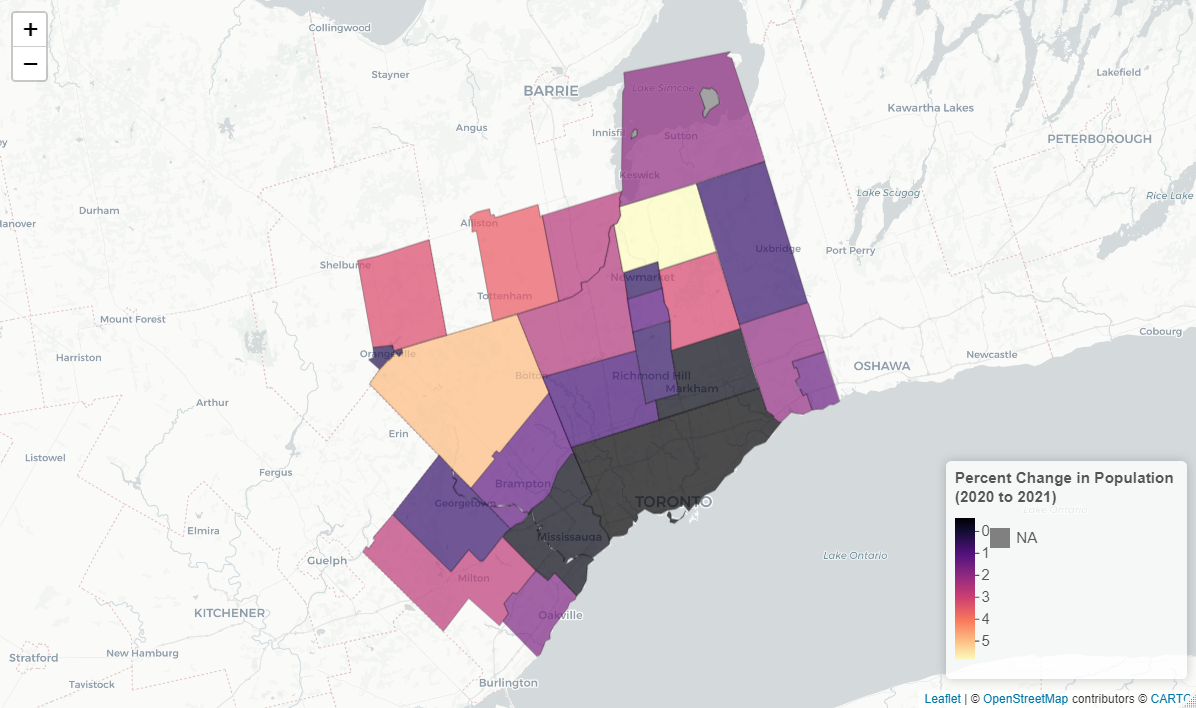 +
−
Collingwood
Stayner
BARRIE
Lake Simcoe
Lakefield
Kawartha Lakes
Angus
Innisfi
Sutton
PETERBOROUGH
Keswick
Lake Scugog
Rice Lake
Durham
Hanover
Alliston
Uxbridge
Port Perry
Shelburne
Newmarket
Tottenham
Mount Forest
Cobourg
Harriston
Orangeville
Newcastle
OSHAWA
Bolton
Richmond Hill
Markham
Arthur
Erin
Listowel
Fergus
Brampton
Georgetown
TORONTO
Elmira
Mississauga
Guelph
Lake Ontario
Milton
KITCHENER
Oakville
New Hamburg
Stratford
Tavistock
Burlington
Percent Change in Population
(2020 to 2021)
Lake Ontario
0
1
2
3
4
5
NA
Leaflet | © OpenStreetMap contributors © CARTO